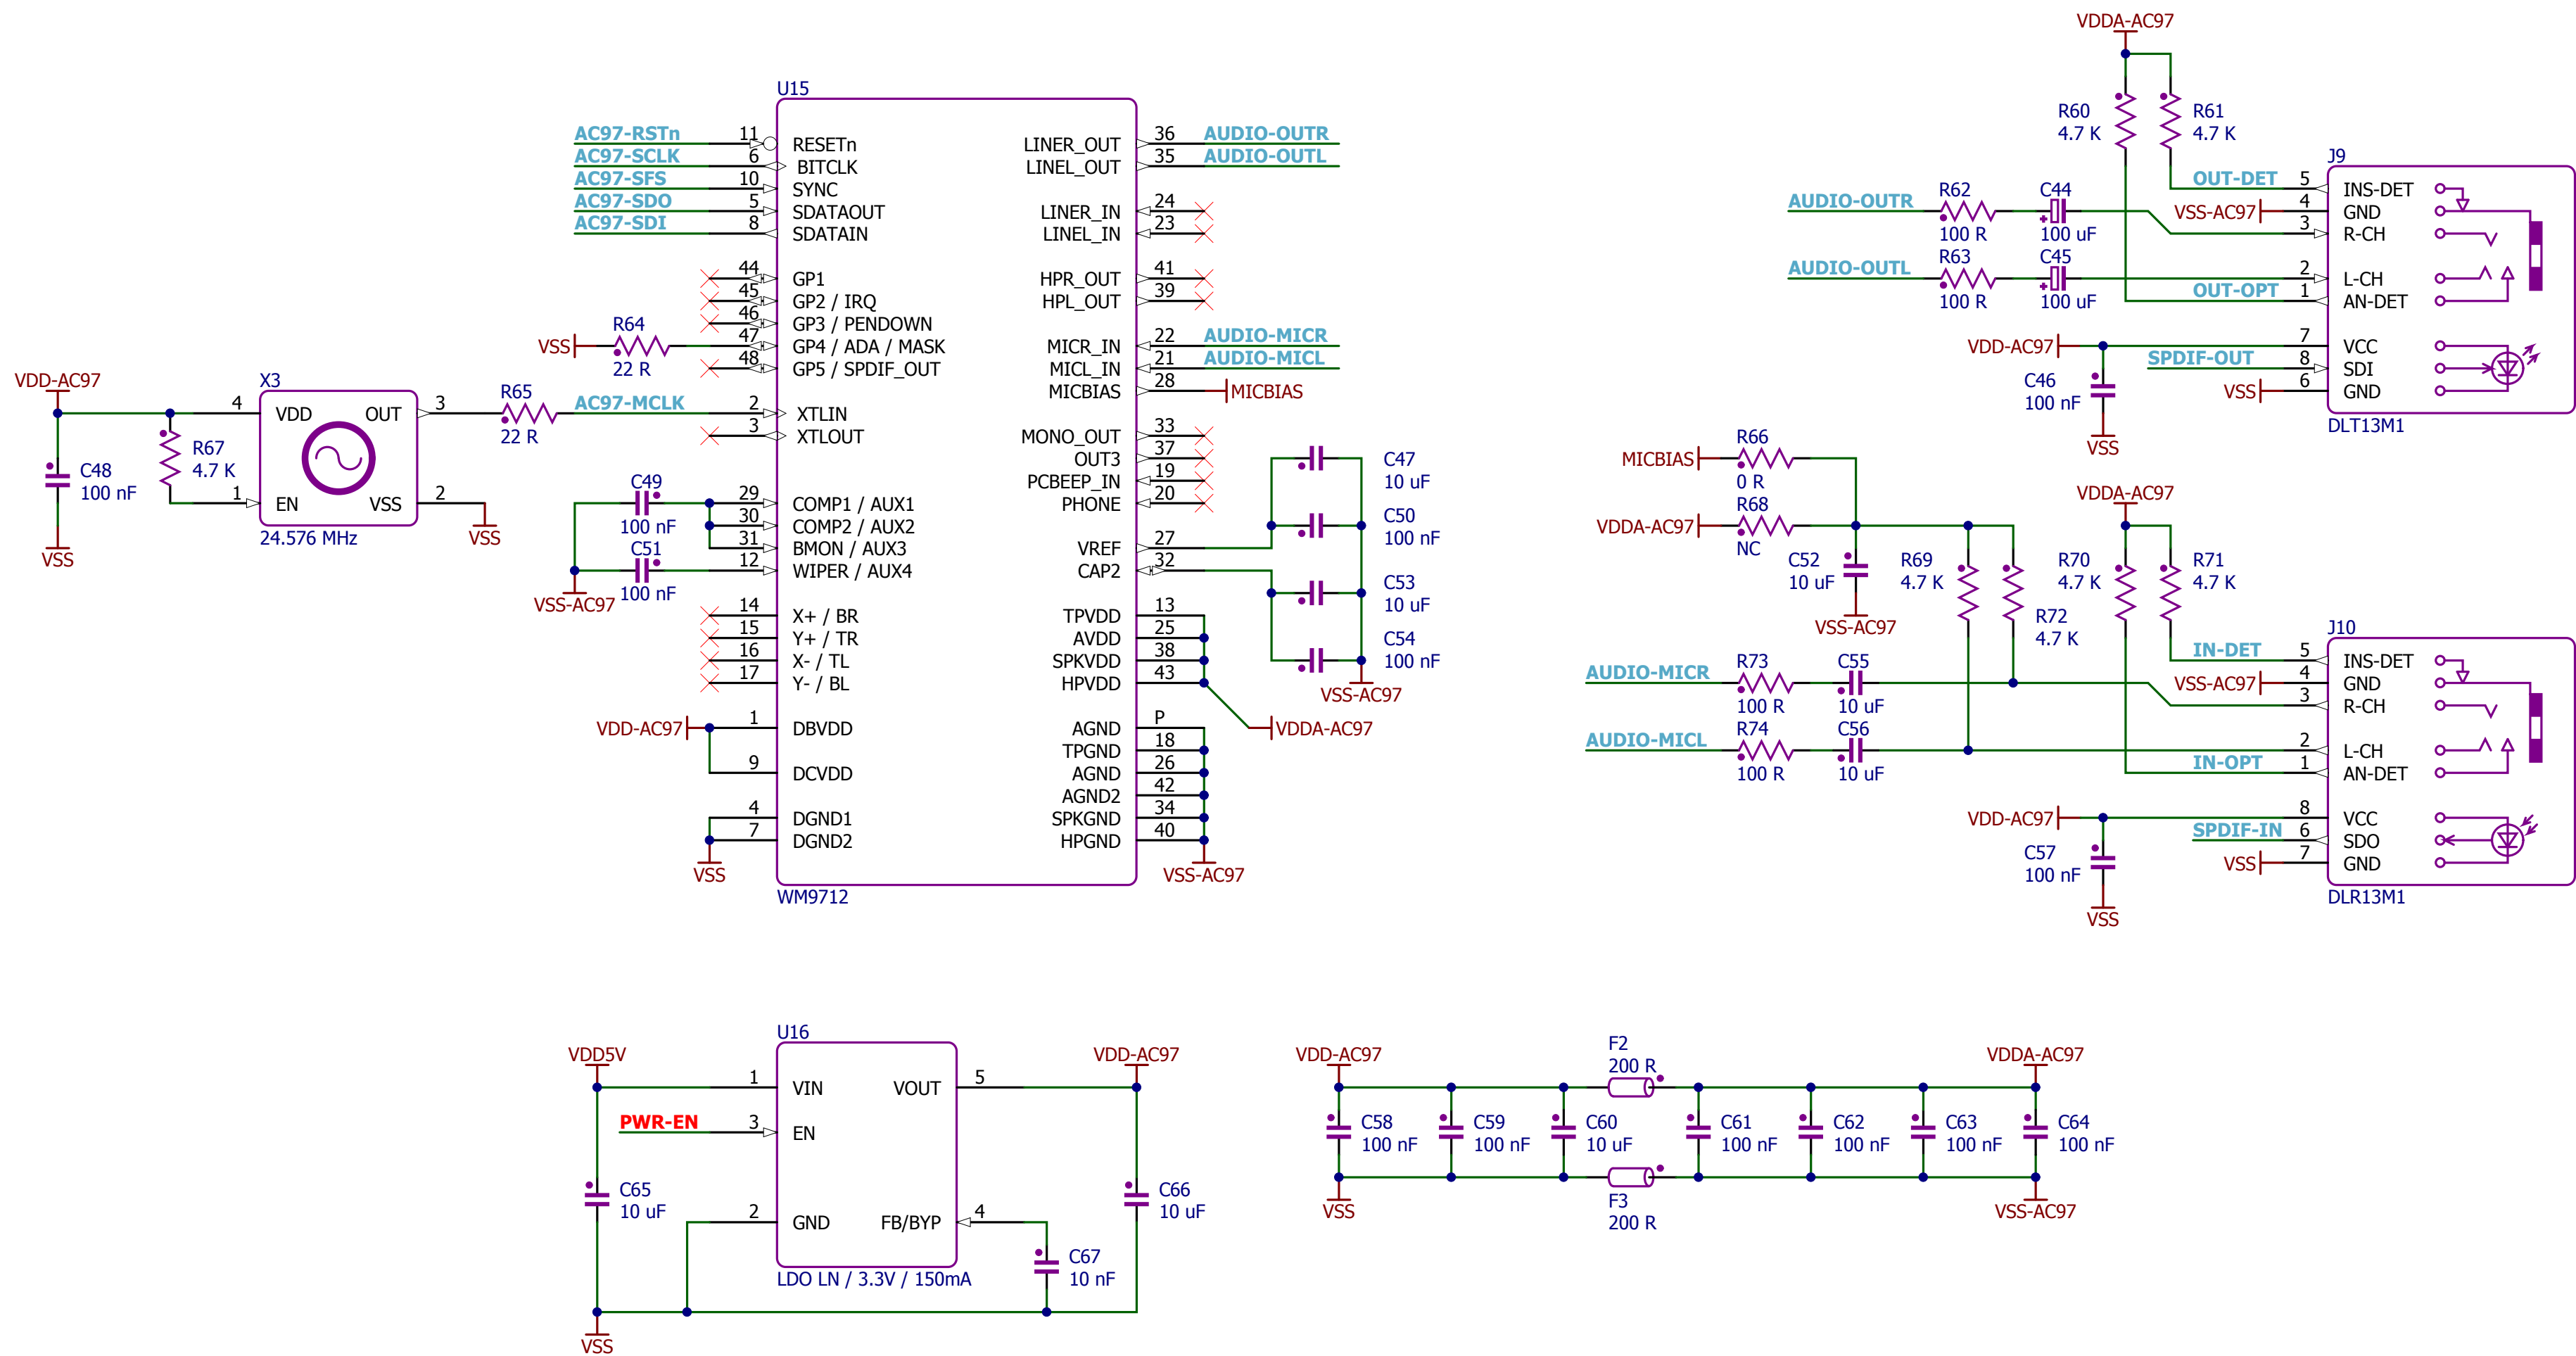 U15
AC97-RSTn 11 RESETn
AC97-SCLK 6 BITCLK
AC97-SFS 10 SYNC
AC97-SDO 5 SDATAOUT
AC97-SDI 8 SDATAIN
44 GP1
45 GP2 / IRQ
46 GP3 / PENDOWN
VSS R64 22 R 47 GP4 / ADA / MASK
48 GP5 / SPDIF_OUT
AC97-MCLK 2 XTLIN
3 XTLOUT
29 COMP1 / AUX1
30 COMP2 / AUX2
31 BMON / AUX3
12 WIPER / AUX4
C49
100 nF
C51
100 nF
VSS-AC97
14 X+ / BR
15 Y+ / TR
16 X- / TL
17 Y- / BL
VDD-AC97 1 DBVDD
9 DCVDD
4 DGND1
7 DGND2
VSS
WM9712
LINER_OUT 36 AUDIO-OUTR
LINEL_OUT 35 AUDIO-OUTL
LINER_IN 24
LINEL_IN 23
HPR_OUT 41
HPL_OUT 39
MICR_IN 22 AUDIO-MICR
MICL_IN 21 AUDIO-MICL
MICBIAS 28 MICBIAS
MONO_OUT 33
OUT3 37
PCBEEP_IN 19
PHONE 20
VREF 27
CAP2 32
TPVDD 13
AVDD 25
SPKVDD 38
HPVDD 43
VDDA-AC97
AGND P
TPGND 18
AGND 26
AGND2 42
SPKGND 34
HPGND 40
VSS-AC97
C47
10 uF
C50
100 nF
C53
10 uF
C54
100 nF
VSS-AC97
VDD-AC97
C48
100 nF
VSS
R67
4.7 K
X3
4 VDD OUT 3
1 EN VSS 2
24.576 MHz
VSS
R65
22 R
VDDA-AC97
R60
4.7 K
R61
4.7 K
J9
OUT-DET 5 INS-DET
VSS-AC97 4 GND
3 R-CH
2 L-CH
OUT-OPT 1 AN-DET
VDD-AC97 7 VCC
SPDIF-OUT 8 SDI
VSS 6 GND
DLT13M1
AUDIO-OUTR R62 C44
100 R 100 uF
AUDIO-OUTL R63 C45
100 R 100 uF
C46
100 nF
VSS
MICBIAS R66
0 R
VDDA-AC97 R68
NC
C52
10 uF
VSS-AC97
R69
4.7 K
R72
4.7 K
VDDA-AC97
R70
4.7 K
R71
4.7 K
J10
IN-DET 5 INS-DET
VSS-AC97 4 GND
3 R-CH
2 L-CH
IN-OPT 1 AN-DET
VDD-AC97 8 VCC
SPDIF-IN 6 SDO
VSS 7 GND
DLR13M1
AUDIO-MICR R73 C55
100 R 10 uF
AUDIO-MICL R74 C56
100 R 10 uF
C57
100 nF
VSS
U16
VDD5V
1 VIN VOUT 5
VDD-AC97
PWR-EN 3 EN
2 GND FB/BYP 4
LDO LN / 3.3V / 150mA
C65
10 uF
C66
10 uF
C67
10 nF
VSS
VDD-AC97
F2
200 R
VDDA-AC97
C58
100 nF
C59
100 nF
C60
10 uF
C61
100 nF
C62
100 nF
C63
100 nF
C64
100 nF
VSS
F3
200 R
VSS-AC97